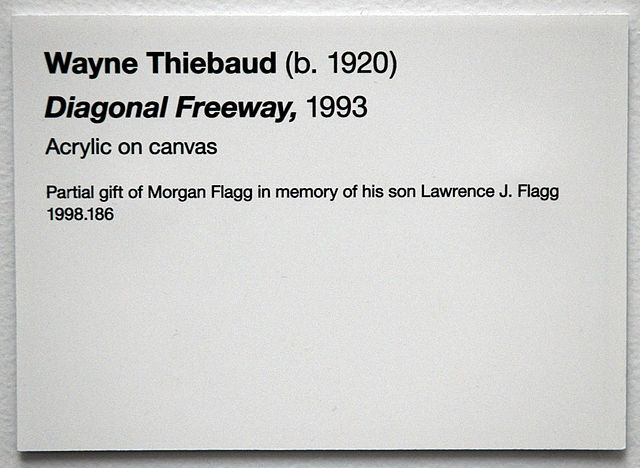 Wayne Thiebaud (b. 1920)
Diagonal Freeway, 1993
Acrylic on canvas
Partial gift of Morgan Flagg in memory of his son Lawrence J. Flagg
1998.186